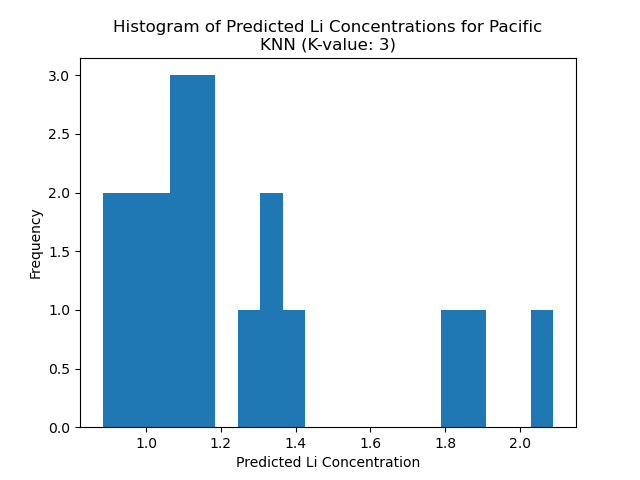 Histogram of Predicted Li Concentrations for Pacific
KNN (K-value: 3)
3.0
2.5
2.0
1.5
1.0
0.5
0.0
Frequency
1.0 1.2 1.4 1.6 1.8 2.0
Predicted Li Concentration